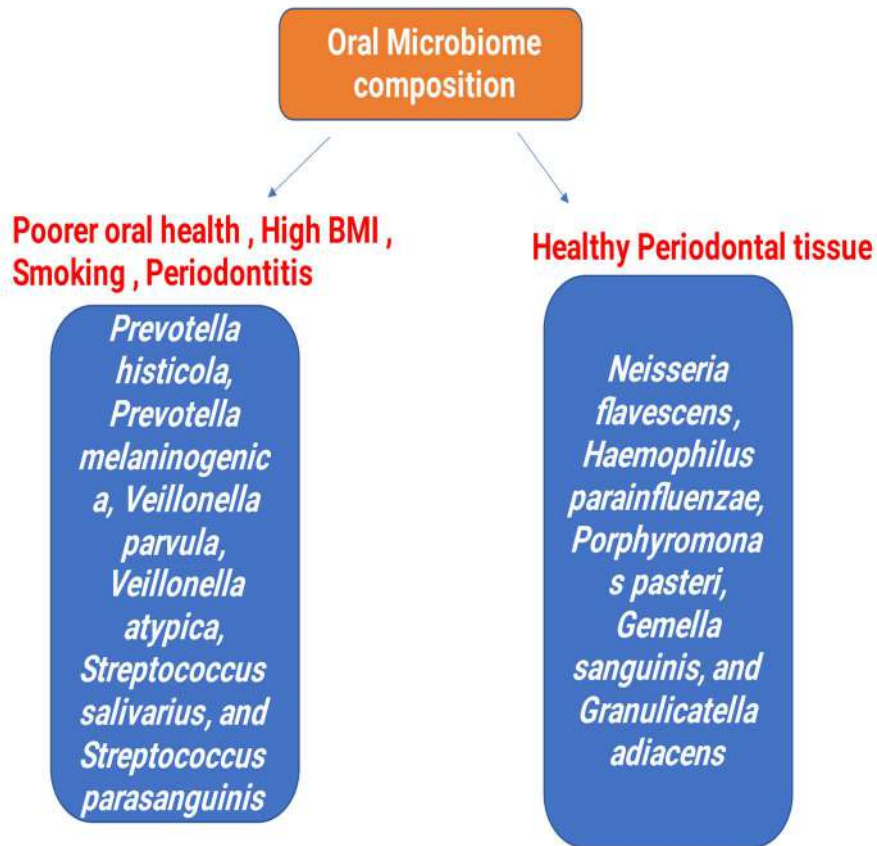 Oral Microbiome
composition
Poorer oral health , High BMI ,
Smoking , Periodontitis
Prevotella
histicola,
Prevotella
melaninogenic
a, Veillonella
parvula,
Veillonella
atypica,
Streptococcus
salivarius, and
Streptococcus
parasanguinis
Healthy Periodontal tissue
Neisseria
flavescens ,
Haemophilus
parainfluenzae,
Porphyromona
s pasteri,
Gemella
sanguinis, and
Granulicatella
adiacens